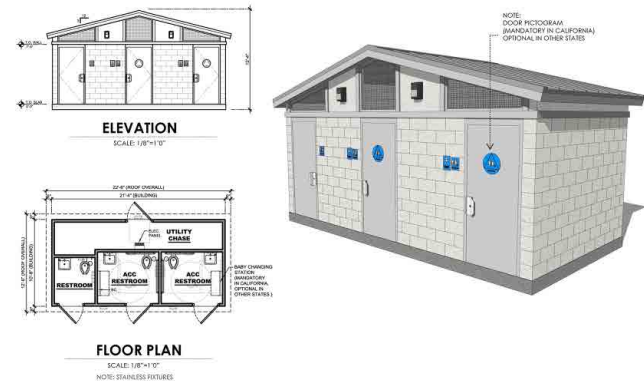 NOTE:
DOOR PICTOGRAM
(MANDATORY IN CALIFORNIA)
OPTIONAL IN OTHER STATES
ELEVATION
SCALE: 1/8"=1'0"
22'-8" (ROOF OVERALL)
21'-4" (BUILDING)
ELEC.
PANEL
UTILITY
CHASE
RESTROOM
ACC
RESTROOM
ACC
RESTROOM
BABY CHANGING
STATION
(MANDATORY
IN CALIFORNIA,
OPTIONAL IN
OTHER STATES )
FLOOR PLAN
SCALE: 1/8"=1'0"
NOTE: STAINLESS FIXTURES